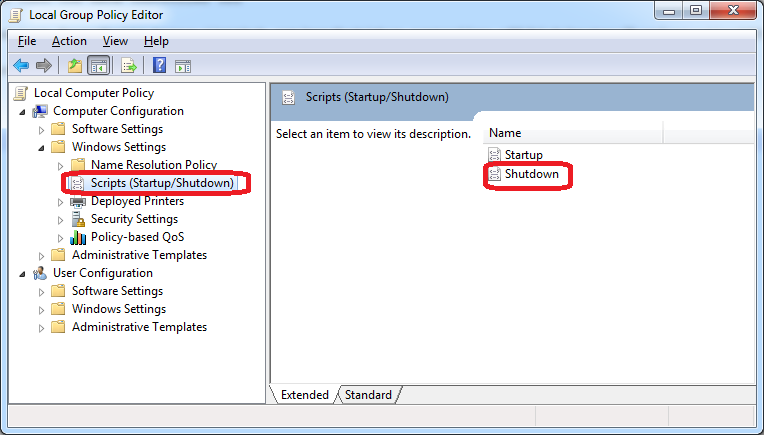 Local Group Policy Editor
File Action View Help
Local Computer Policy
Computer Configuration
Software Settings
Windows Settings
Name Resolution Policy
Scripts (Startup/Shutdown)
Deployed Printers
Security Settings
Policy-based QoS
Administrative Templates
User Configuration
Software Settings
Windows Settings
Administrative Templates
Scripts (Startup/Shutdown)
Select an item to view its description.
Name
Startup
Shutdown
Extended Standard